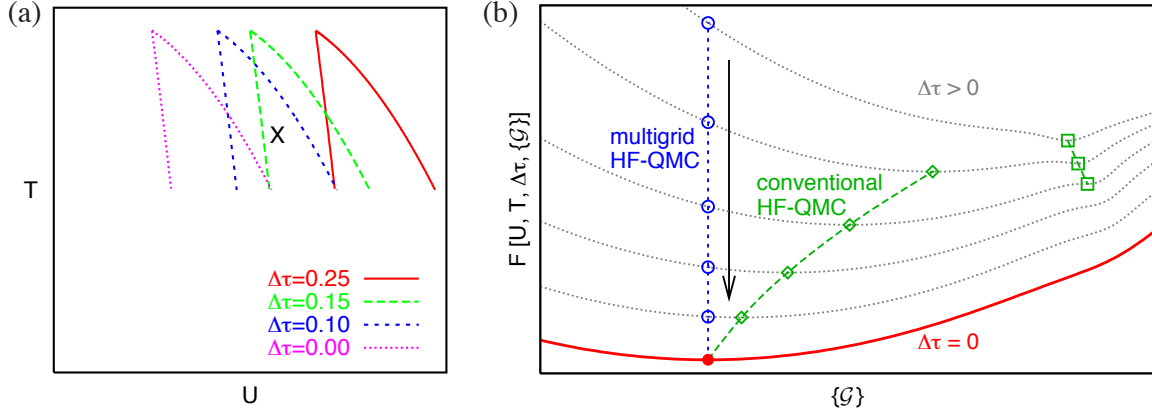 (a)
T
X
Δτ=0.25
Δτ=0.15
Δτ=0.10
Δτ=0.00
U
(b)
F [U, T, Δτ, {𝒢}]
Δτ > 0
multigrid
HF-QMC
conventional
HF-QMC
Δτ = 0
{𝒢}